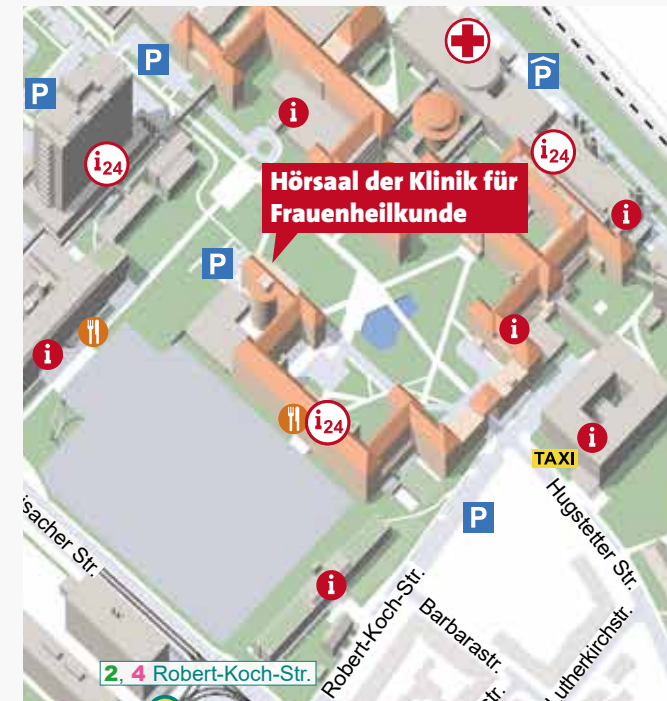 P
P
P
i
i24
i24
Hörsaal der Klinik für
Frauenheilkunde
i
P
i
i
i24
i
TAXI
P
Hugstetter Str.
sacher Str.
i
Robert-Koch-Str.
Barbarastr.
Lutherkirchstr.
str.
2, 4 Robert-Koch-Str.